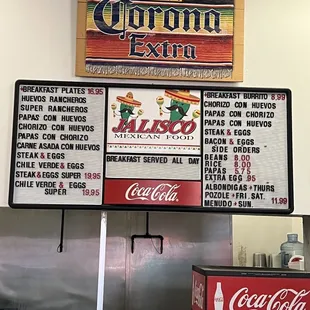 Corona
Extra
•BREAKFAST PLATES 16.95
HUEVOS RANCHEROS
SUPER RANCHEROS
PAPAS CON HUEVOS
CHORIZO CON HUEVOS
PAPAS CON CHORIZO
CARNE ASADA CON HUEVOS
STEAK & EGGS
CHILE VERDE & EGGS
STEAK & EGGS SUPER 19.95
CHILE VERDE & EGGS
SUPER 19.95
JALISCO
MEXICAN FOOD
BREAKFAST SERVED ALL DAY
Coca-Cola
•BREAKFAST BURRITO 8.99
CHORIZO CON HUEVOS
PAPAS CON HUEVOS
PAPAS CON CHORIZO
STEAK & EGGS
BACON & EGGS
SIDE ORDERS
BEANS 8.00
RICE 8.00
PAPAS 5.75
EXTRA EGG .95
ALBONDIGAS•THURS
POZOLE•FRI. SAT.
MENUDO•SUN. 11.99
Coca-Cola